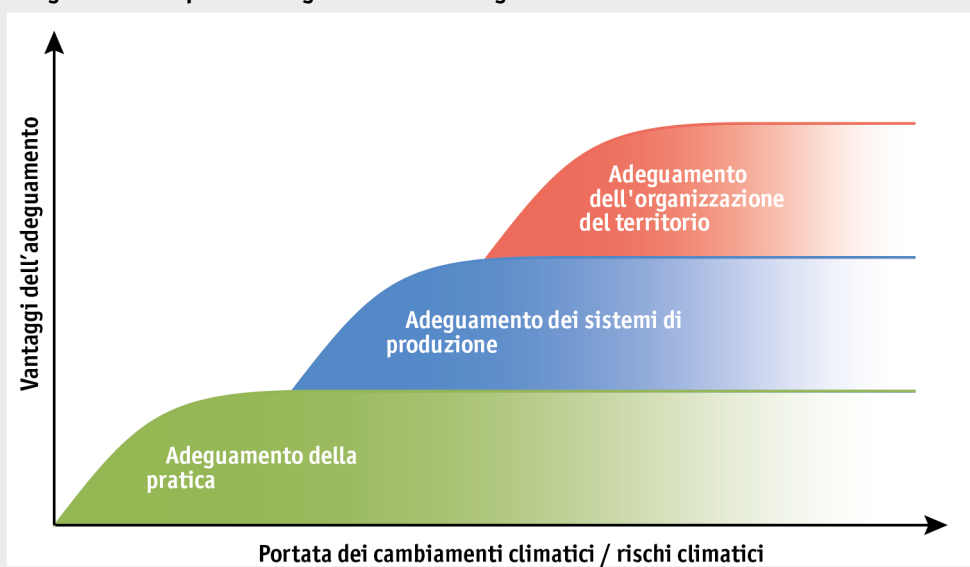 Vantaggi dell'adeguamento
Adeguamento
dell'organizzazione
del territorio
Adeguamento dei sistemi di
produzione
Adeguamento della
pratica
Portata dei cambiamenti climatici / rischi climatici